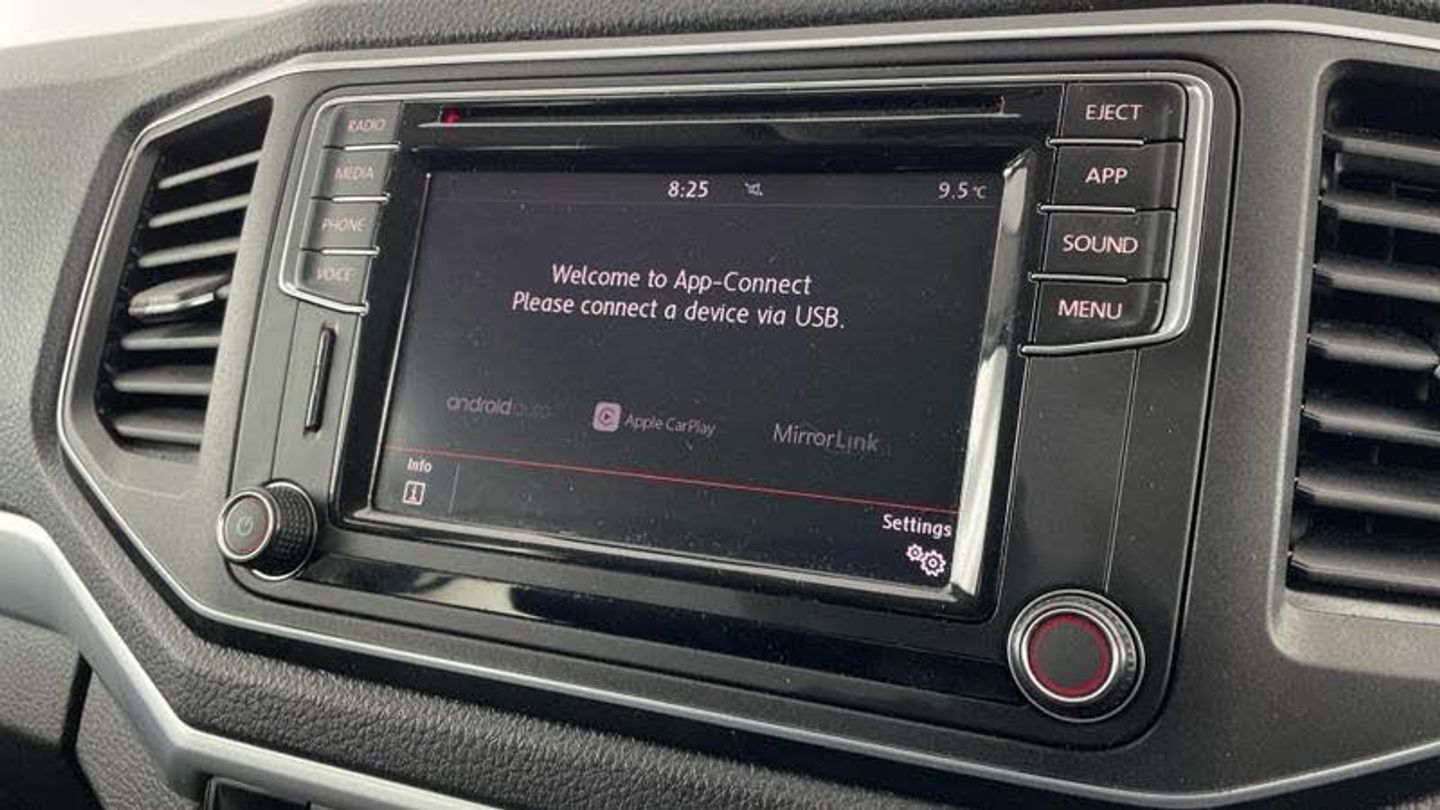 RADIO
MEDIA
PHONE
VOICE
EJECT
APP
SOUND
MENU
8:25
9.5°C
Welcome to App-Connect
Please connect a device via USB.
androidauto
Apple CarPlay
MirrorLink
Info
i
Settings